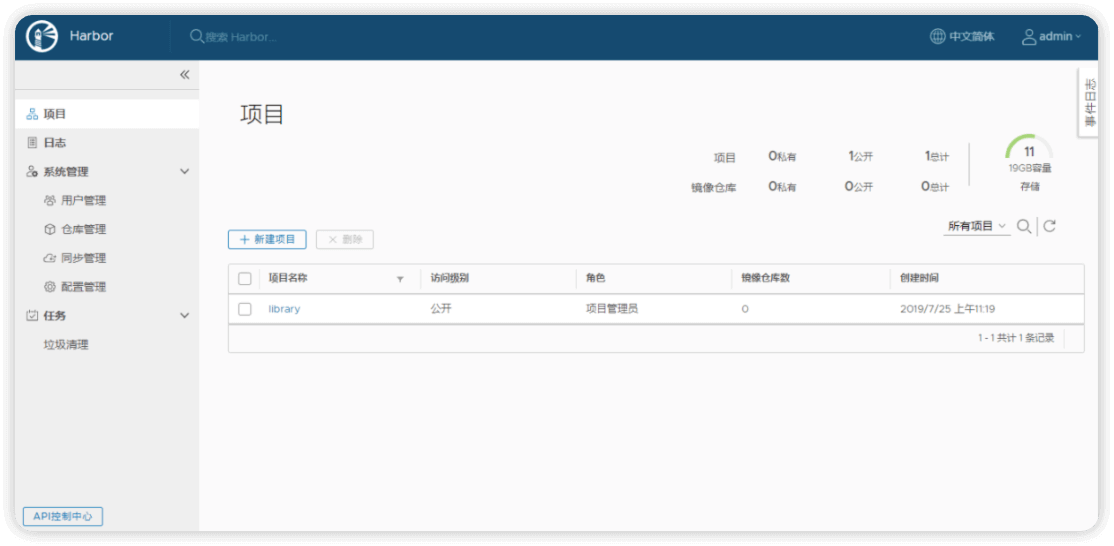 Harbor
搜索 Harbor...
中文简体
admin
事件日志
项目
日志
系统管理
用户管理
仓库管理
同步管理
配置管理
任务
垃圾清理
API控制中心
项目
项目 0私有 1公开 1总计
镜像仓库 0私有 0公开 0总计
11
19GB容量
存储
所有项目
+ 新建项目 × 删除
项目名称 访问级别 角色 镜像仓库数 创建时间
library 公开 项目管理员 0 2019/7/25 上午11:19
1 - 1 共计 1 条记录